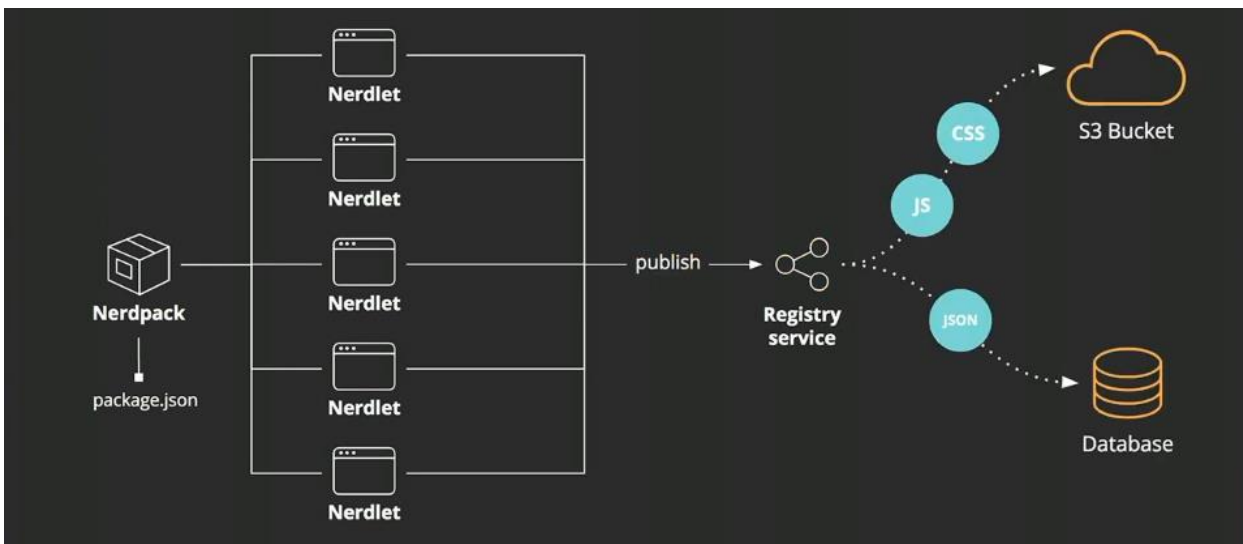 Nerdlet
Nerdlet
Nerdlet
Nerdlet
Nerdlet
Nerdpack
package.json
publish
Registry
service
CSS
JS
JSON
S3 Bucket
Database